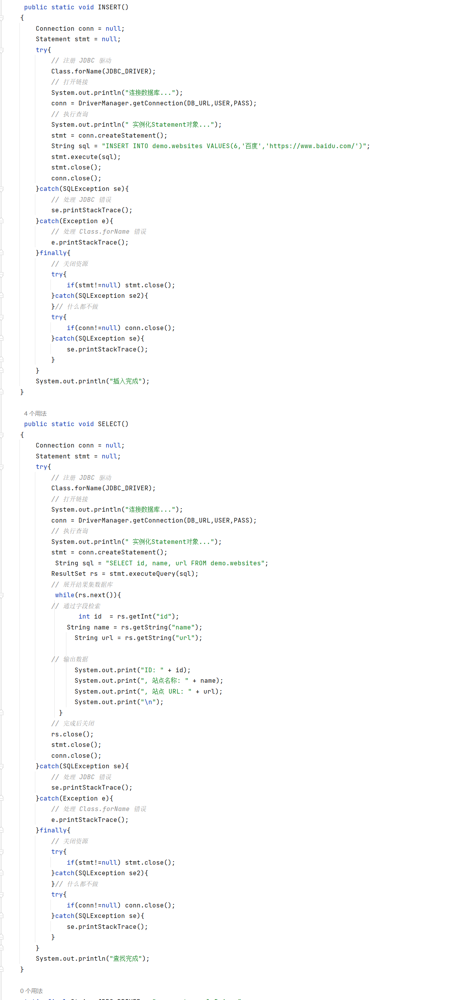 public static void INSERT()
{
Connection conn = null;
Statement stmt = null;
try{
// 注册 JDBC 驱动
Class.forName(JDBC_DRIVER);
// 打开链接
System.out.println("连接数据库...");
conn = DriverManager.getConnection(DB_URL,USER,PASS);
// 执行查询
System.out.println(" 实例化Statement对象...");
stmt = conn.createStatement();
String sql = "INSERT INTO demo.websites VALUES(6,'百度','https://www.baidu.com/')";
stmt.execute(sql);
stmt.close();
conn.close();
}catch(SQLException se){
// 处理 JDBC 错误
se.printStackTrace();
}catch(Exception e){
// 处理 Class.forName 错误
e.printStackTrace();
}finally{
// 关闭资源
try{
if(stmt!=null) stmt.close();
}catch(SQLException se2){
}// 什么都不做
try{
if(conn!=null) conn.close();
}catch(SQLException se){
se.printStackTrace();
}
}
System.out.println("插入完成");
}
4 个用法
public static void SELECT()
{
Connection conn = null;
Statement stmt = null;
try{
// 注册 JDBC 驱动
Class.forName(JDBC_DRIVER);
// 打开链接
System.out.println("连接数据库...");
conn = DriverManager.getConnection(DB_URL,USER,PASS);
// 执行查询
System.out.println(" 实例化Statement对象...");
stmt = conn.createStatement();
String sql = "SELECT id, name, url FROM demo.websites";
ResultSet rs = stmt.executeQuery(sql);
// 展开结果集数据库
while(rs.next()){
// 通过字段检索
int id  = rs.getInt("id");
String name = rs.getString("name");
String url = rs.getString("url");
// 输出数据
System.out.print("ID: " + id);
System.out.print(", 站点名称: " + name);
System.out.print(", 站点 URL: " + url);
System.out.print("\n");
}
// 完成后关闭
rs.close();
stmt.close();
conn.close();
}catch(SQLException se){
// 处理 JDBC 错误
se.printStackTrace();
}catch(Exception e){
// 处理 Class.forName 错误
e.printStackTrace();
}finally{
// 关闭资源
try{
if(stmt!=null) stmt.close();
}catch(SQLException se2){
}// 什么都不做
try{
if(conn!=null) conn.close();
}catch(SQLException se){
se.printStackTrace();
}
}
System.out.println("查找完成");
}
0 个用法